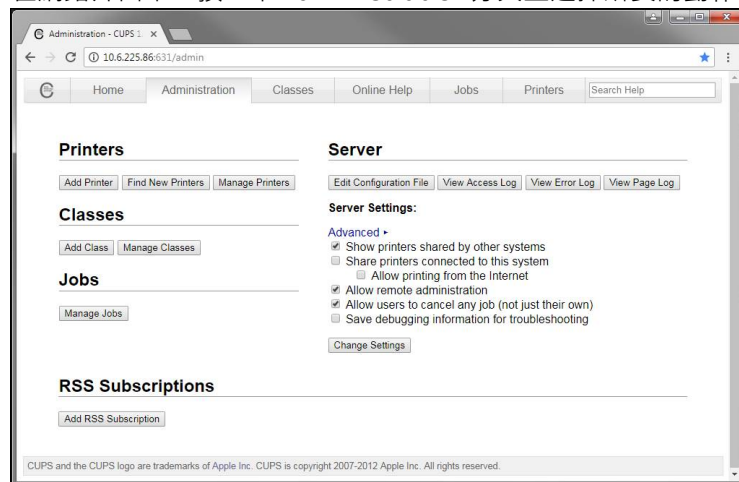 Administration - CUPS 1
10.6.225.86:631/admin
Home Administration Classes Online Help Jobs Printers Search Help
Printers
Add Printer Find New Printers Manage Printers
Classes
Add Class Manage Classes
Jobs
Manage Jobs
Server
Edit Configuration File View Access Log View Error Log View Page Log
Server Settings:
Advanced ▸
Show printers shared by other systems
Share printers connected to this system
Allow printing from the Internet
Allow remote administration
Allow users to cancel any job (not just their own)
Save debugging information for troubleshooting
Change Settings
RSS Subscriptions
Add RSS Subscription
CUPS and the CUPS logo are trademarks of Apple Inc. CUPS is copyright 2007-2012 Apple Inc. All rights reserved.